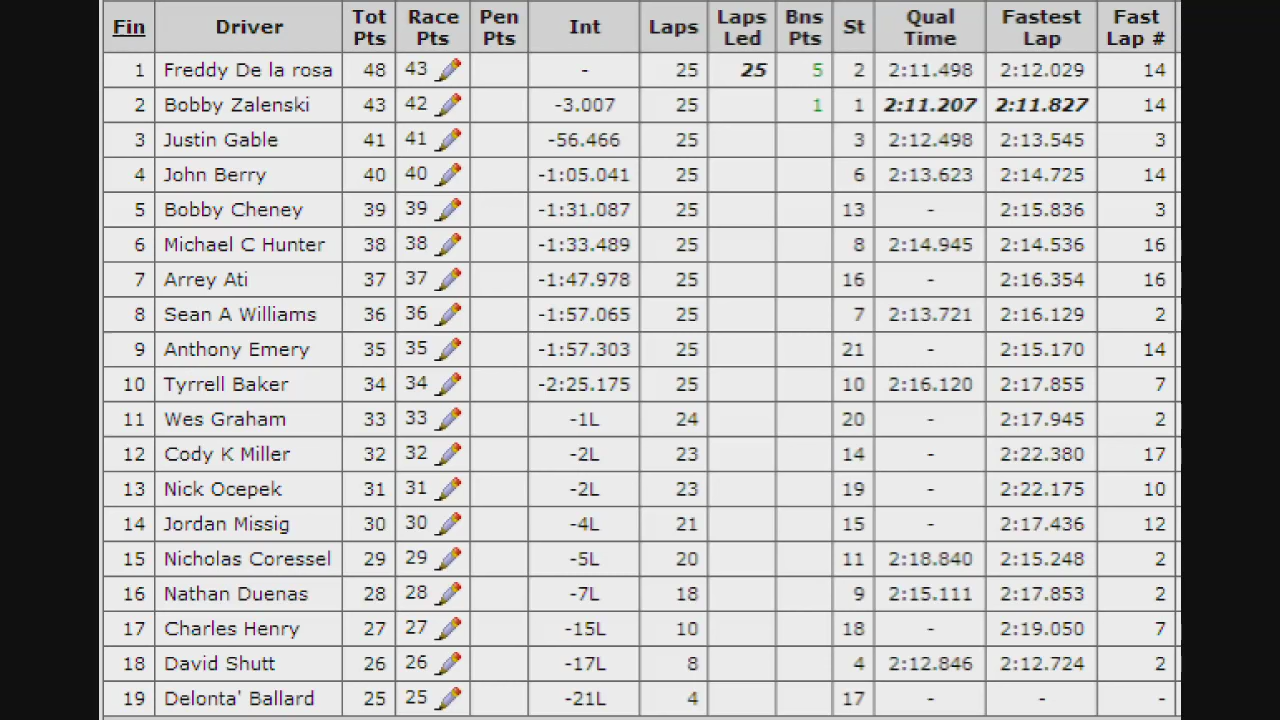 Fin Driver Tot Pts Race Pts Pen Pts Int Laps Laps Led Bns Pts St Qual Time Fastest Lap Fast Lap #
1 Freddy De la rosa 48 43 - 25 25 5 2 2:11.498 2:12.029 14
2 Bobby Zalenski 43 42 -3.007 25 1 1 2:11.207 2:11.827 14
3 Justin Gable 41 41 -56.466 25 3 2:12.498 2:13.545 3
4 John Berry 40 40 -1:05.041 25 6 2:13.623 2:14.725 14
5 Bobby Cheney 39 39 -1:31.087 25 13 - 2:15.836 3
6 Michael C Hunter 38 38 -1:33.489 25 8 2:14.945 2:14.536 16
7 Arrey Ati 37 37 -1:47.978 25 16 - 2:16.354 16
8 Sean A Williams 36 36 -1:57.065 25 7 2:13.721 2:16.129 2
9 Anthony Emery 35 35 -1:57.303 25 21 - 2:15.170 14
10 Tyrrell Baker 34 34 -2:25.175 25 10 2:16.120 2:17.855 7
11 Wes Graham 33 33 -1L 24 20 - 2:17.945 2
12 Cody K Miller 32 32 -2L 23 14 - 2:22.380 17
13 Nick Ocepek 31 31 -2L 23 19 - 2:22.175 10
14 Jordan Missig 30 30 -4L 21 15 - 2:17.436 12
15 Nicholas Coressel 29 29 -5L 20 11 2:18.840 2:15.248 2
16 Nathan Duenas 28 28 -7L 18 9 2:15.111 2:17.853 2
17 Charles Henry 27 27 -15L 10 18 - 2:19.050 7
18 David Shutt 26 26 -17L 8 4 2:12.846 2:12.724 2
19 Delonta' Ballard 25 25 -21L 4 17 - - -